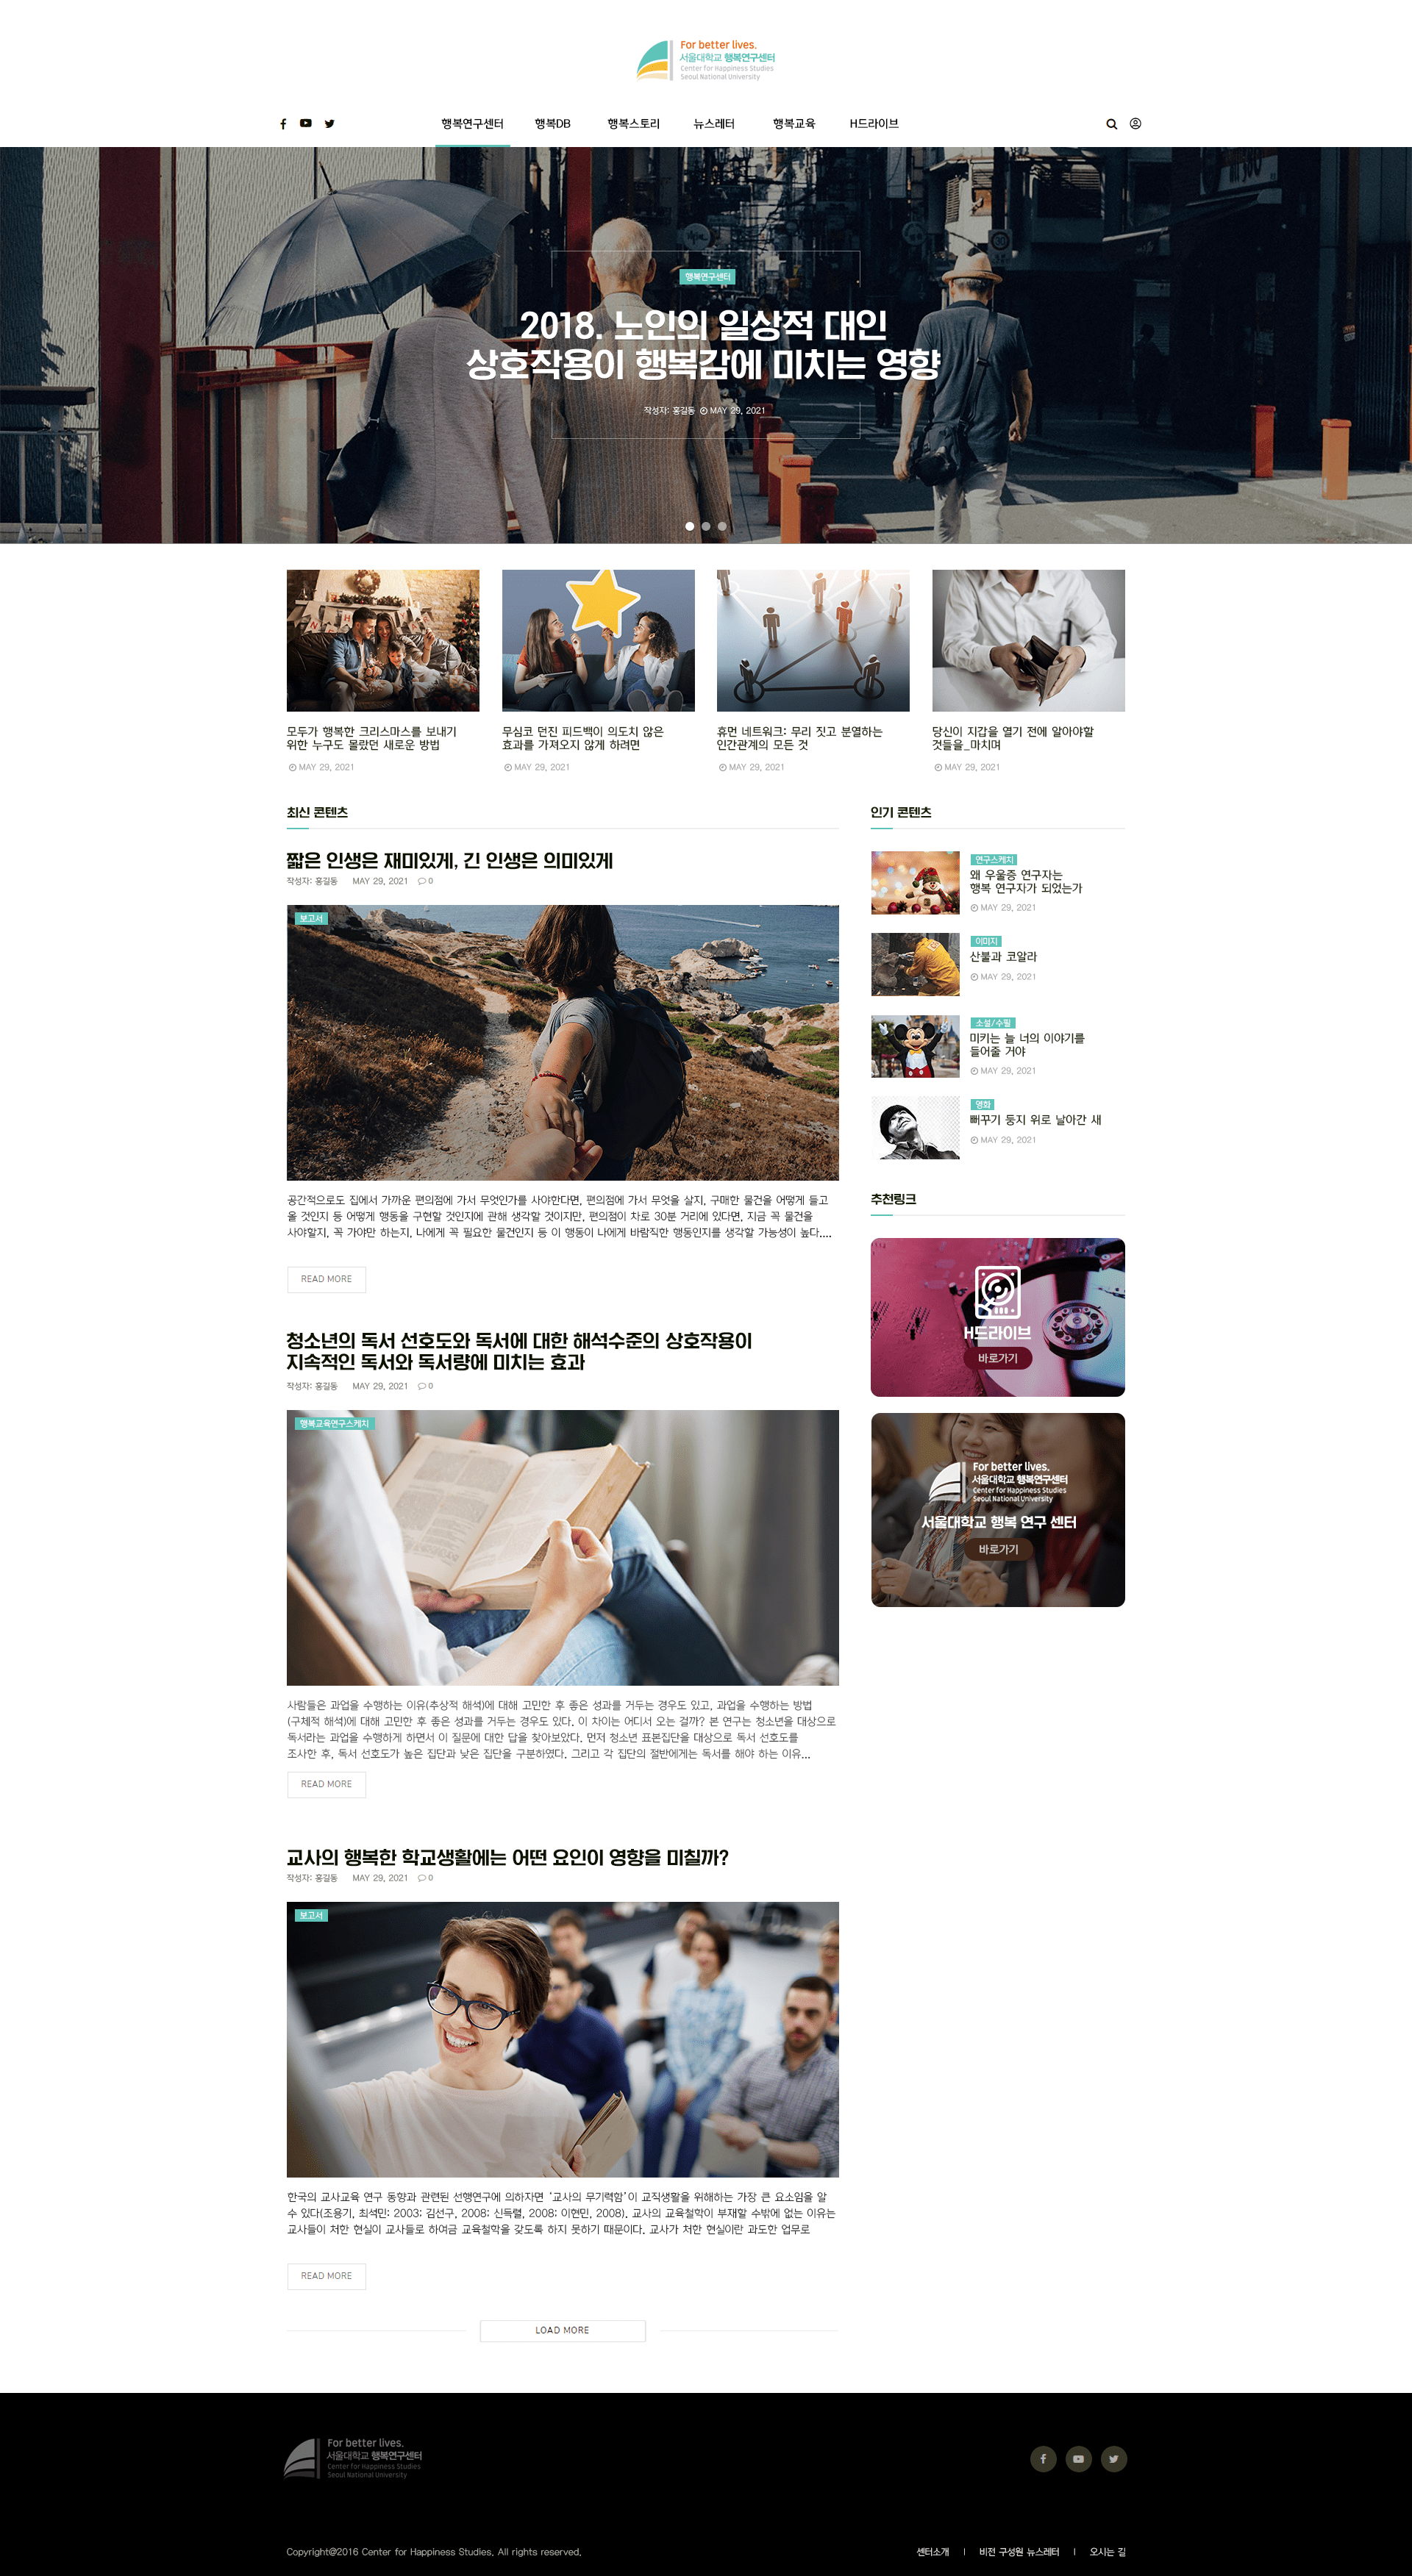 For better lives.
서울대학교 행복연구센터
Center for Happiness Studies
Seoul National University
행복연구센터
행복DB
행복스토리
뉴스레터
행복교육
H드라이브
행복연구센터
2018. 노인의 일상적 대인
상호작용이 행복감에 미치는 영향
작성자: 홍길동 MAY 29, 2021
모두가 행복한 크리스마스를 보내기
위한 누구도 몰랐던 새로운 방법
MAY 29, 2021
무심코 던진 피드백이 의도치 않은
효과를 가져오지 않게 하려면
MAY 29, 2021
휴먼 네트워크: 무리 짓고 분열하는
인간관계의 모든 것
MAY 29, 2021
당신이 지갑을 열기 전에 알아야할
것들을_마치며
MAY 29, 2021
최신 콘텐츠
짧은 인생은 재미있게, 긴 인생은 의미있게
작성자: 홍길동 MAY 29, 2021 0
보고서
공간적으로도 집에서 가까운 편의점에 가서 무엇인가를 사야한다면, 편의점에 가서 무엇을 살지, 구매한 물건을 어떻게 들고
올 것인지 등 어떻게 행동을 구현할 것인지에 관해 생각할 것이지만, 편의점이 차로 30분 거리에 있다면, 지금 꼭 물건을
사야할지, 꼭 가야만 하는지, 나에게 꼭 필요한 물건인지 등 이 행동이 나에게 바람직한 행동인지를 생각할 가능성이 높다....
READ MORE
청소년의 독서 선호도와 독서에 대한 해석수준의 상호작용이
지속적인 독서와 독서량에 미치는 효과
작성자: 홍길동 MAY 29, 2021 0
행복교육연구스케치
사람들은 과업을 수행하는 이유(추상적 해석)에 대해 고민한 후 좋은 성과를 거두는 경우도 있고, 과업을 수행하는 방법
(구체적 해석)에 대해 고민한 후 좋은 성과를 거두는 경우도 있다. 이 차이는 어디서 오는 걸까? 본 연구는 청소년을 대상으로
독서라는 과업을 수행하게 하면서 이 질문에 대한 답을 찾아보았다. 먼저 청소년 표본집단을 대상으로 독서 선호도를
조사한 후, 독서 선호도가 높은 집단과 낮은 집단을 구분하였다. 그리고 각 집단의 절반에게는 독서를 해야 하는 이유...
READ MORE
교사의 행복한 학교생활에는 어떤 요인이 영향을 미칠까?
작성자: 홍길동 MAY 29, 2021 0
보고서
한국의 교사교육 연구 동향과 관련된 선행연구에 의하자면 ‘교사의 무기력함’이 교직생활을 위해하는 가장 큰 요소임을 알
수 있다(조용기, 최석민: 2003: 김선구, 2008: 신득렬, 2008: 이현민, 2008). 교사의 교육철학이 부재할 수밖에 없는 이유는
교사들이 처한 현실이 교사들로 하여금 교육철학을 갖도록 하지 못하기 때문이다. 교사가 처한 현실이란 과도한 업무로
READ MORE
LOAD MORE
인기 콘텐츠
연구스케치
왜 우울증 연구자는
행복 연구자가 되었는가
MAY 29, 2021
이미지
산불과 코알라
MAY 29, 2021
소설/수필
미키는 늘 너의 이야기를
들어줄 거야
MAY 29, 2021
영화
뻐꾸기 둥지 위로 날아간 새
MAY 29, 2021
추천링크
H드라이브
바로가기
For better lives.
서울대학교 행복연구센터
Center for Happiness Studies
Seoul National University
서울대학교 행복 연구 센터
바로가기
For better lives.
서울대학교 행복연구센터
Center for Happiness Studies
Seoul National University
Copyright@2016 Center for Happiness Studies. All rights reserved.
센터소개 | 비전 구성원 뉴스레터 | 오시는 길